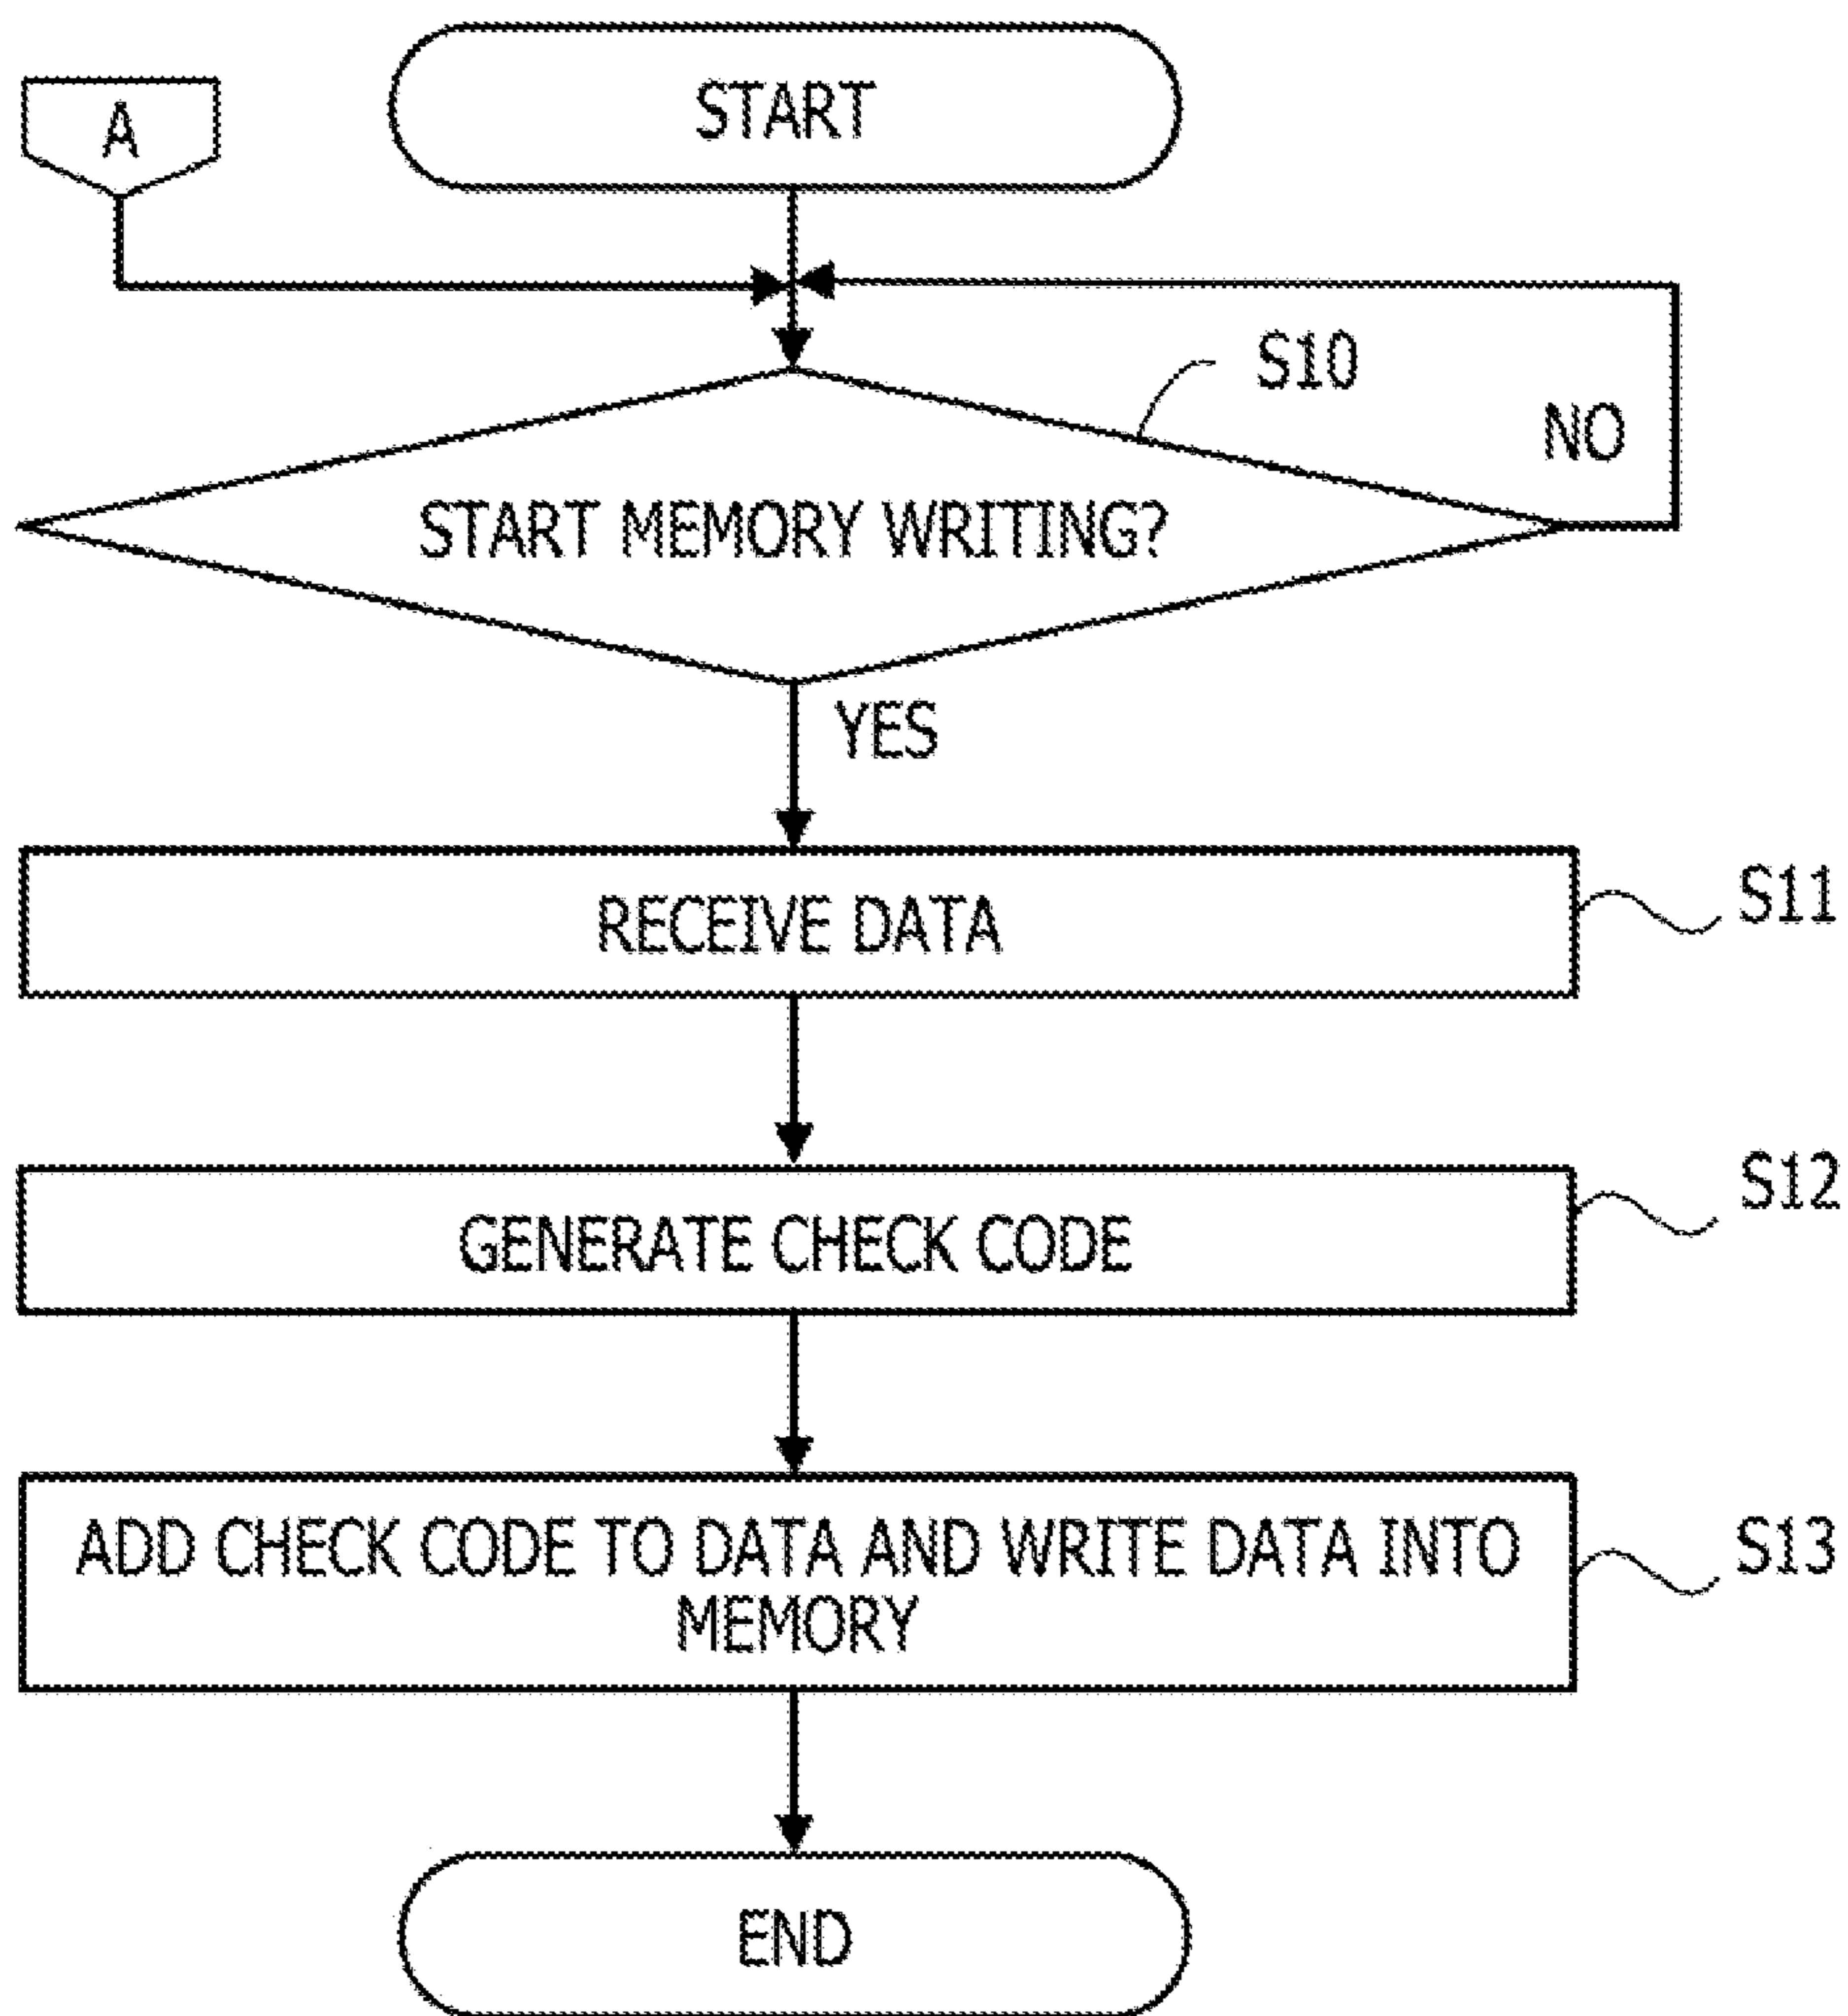 A
START
S10
NO
START MEMORY WRITING?
YES
RECEIVE DATA
S11
GENERATE CHECK CODE
S12
ADD CHECK CODE TO DATA AND WRITE DATA INTO
MEMORY
S13
END